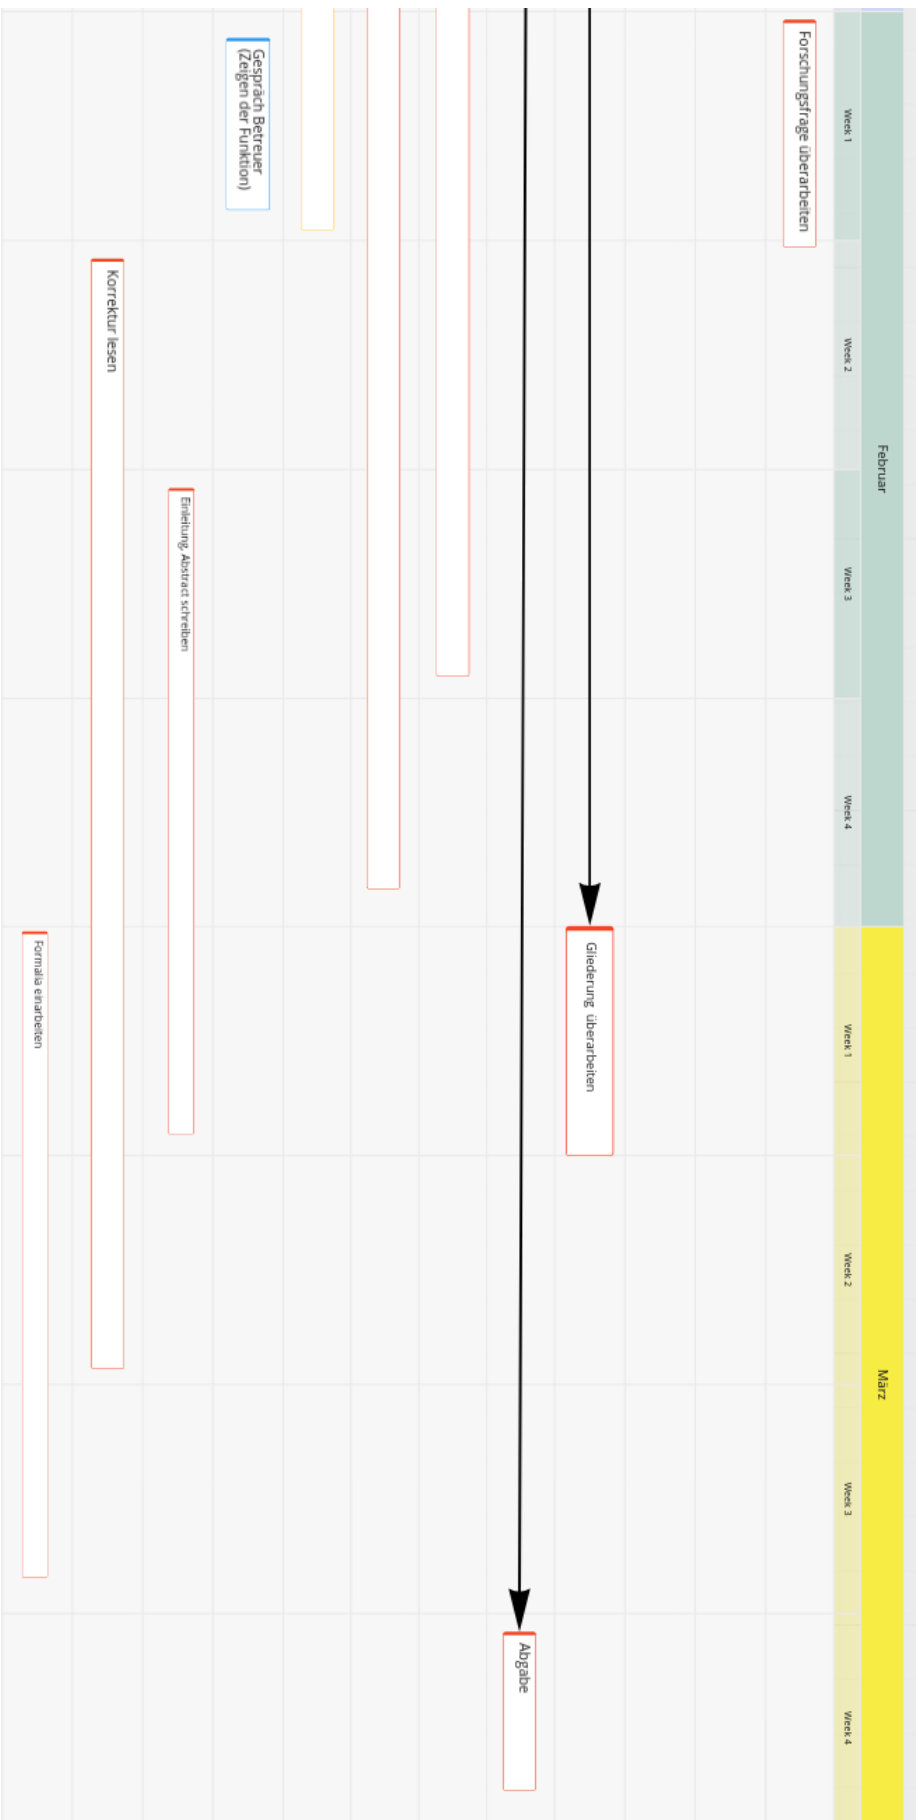 Februar
März
Week 1
Week 2
Week 3
Week 4
Week 1
Week 2
Week 3
Week 4
Forschungsfrage überarbeiten
Gliederung überarbeiten
Abgabe
Gespräch Betreuer
(Zeigen der Funktion)
Einleitung, Abstract schreiben
Korrektur lesen
Formalia einarbeiten